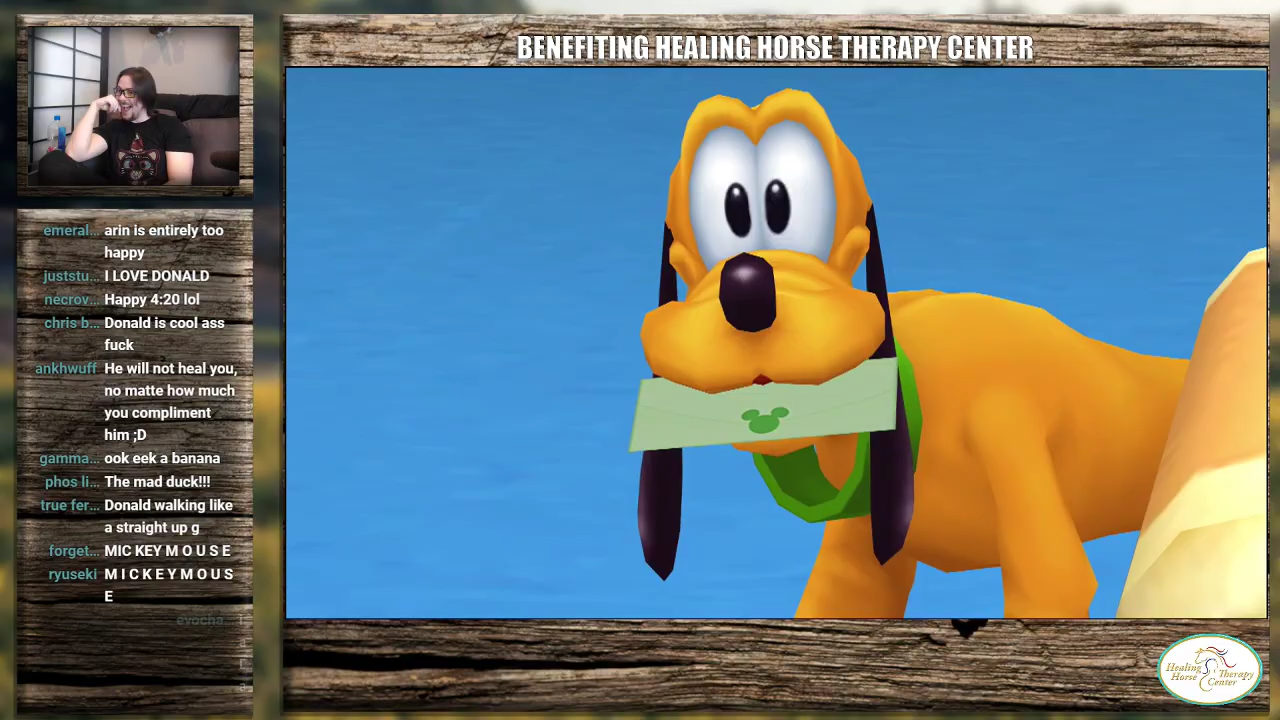 BENEFITING HEALING HORSE THERAPY CENTER
emeral... arin is entirely too
happy
juststu... I LOVE DONALD
necrov... Happy 4:20 lol
chris b... Donald is cool ass
fuck
ankhwuff He will not heal you,
no matte how much
you compliment
him ;D
gamma... ook eek a banana
phos li... The mad duck!!!
true fer... Donald walking like
a straight up g
forget... MIC KEY M O U S E
ryuseki M I C K E Y M O U S
E
evocha...
Healing
Horse Therapy
Center